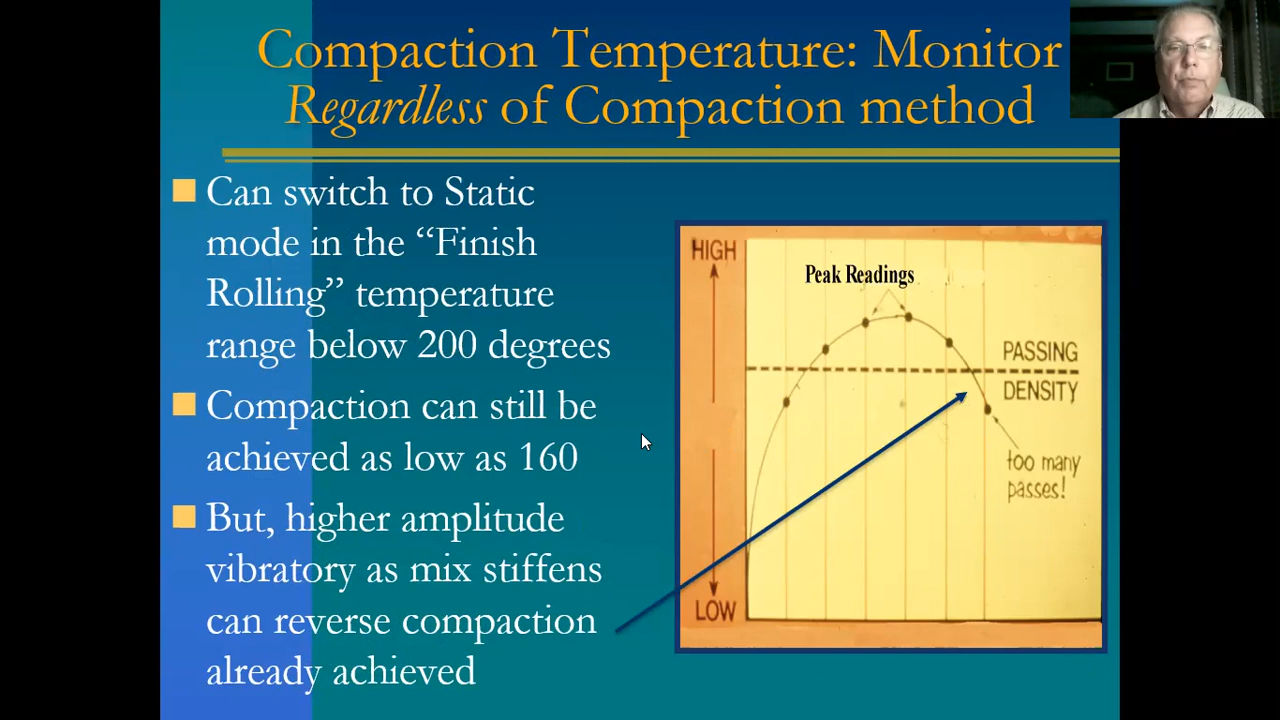 Compaction Temperature: Monitor
Regardless of Compaction method
Can switch to Static
mode in the “Finish
Rolling” temperature
range below 200 degrees
Compaction can still be
achieved as low as 160
But, higher amplitude
vibratory as mix stiffens
can reverse compaction
already achieved
HIGH
Peak Readings
PASSING
DENSITY
too many
passes!
LOW